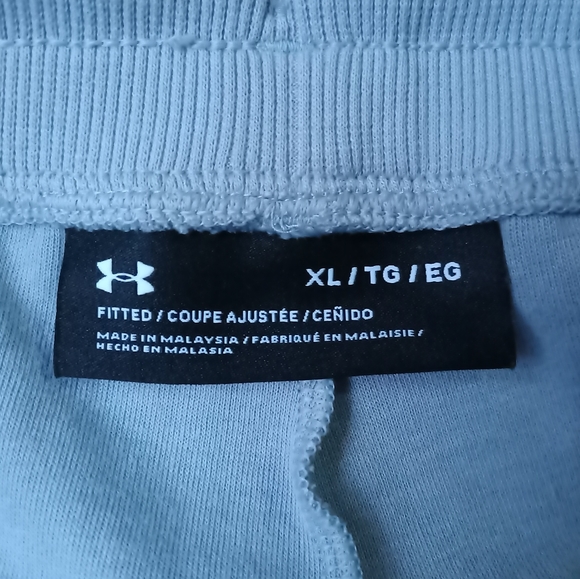 XL / TG / EG
FITTED / COUPE AJUSTÉE / CEÑIDO
MADE IN MALAYSIA / FABRIQUÉ EN MALAISIE /
HECHO EN MALASIA